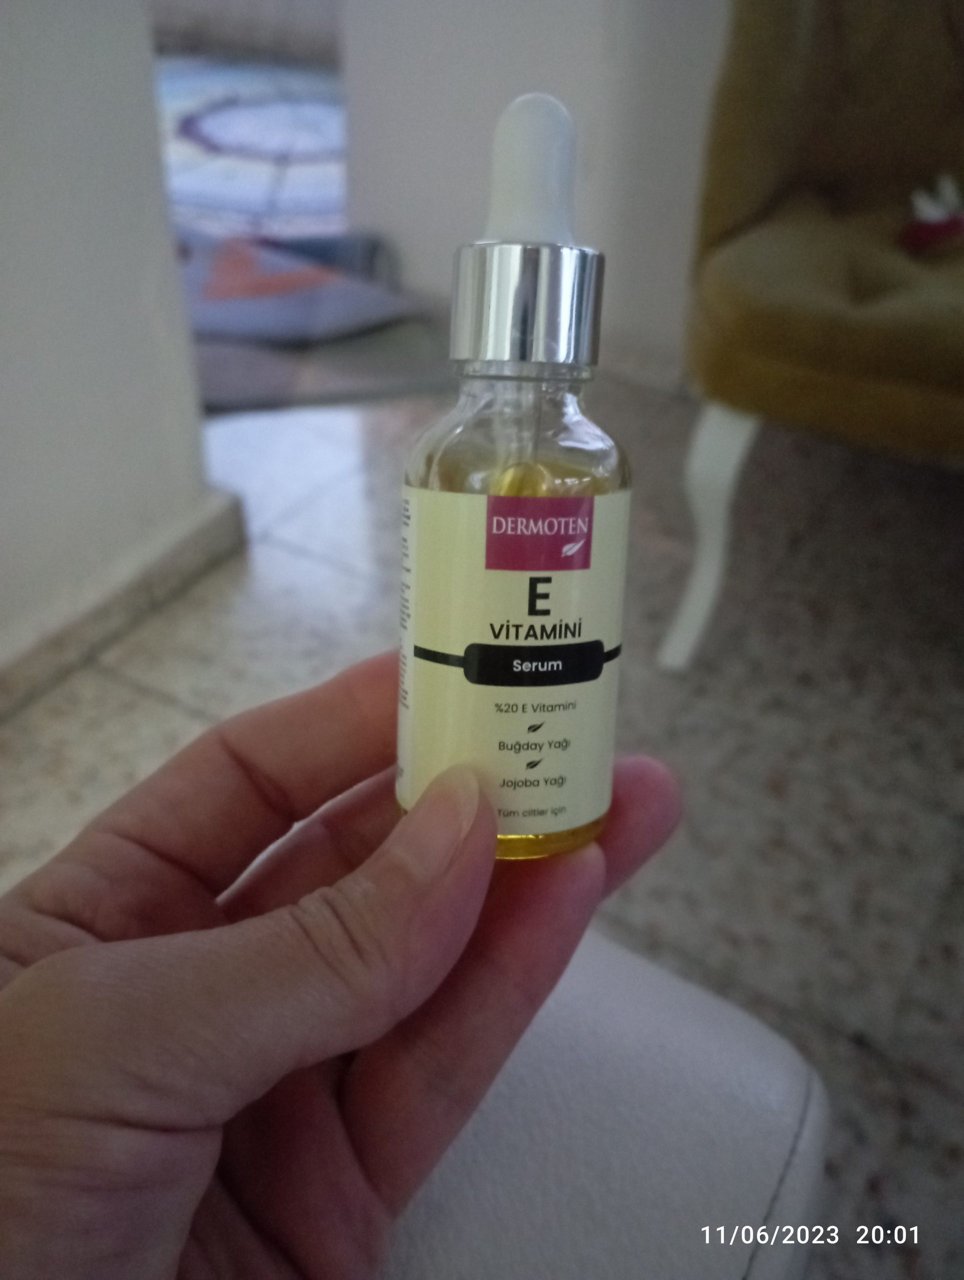 DERMOTEN
E
VİTAMİNİ
Serum
%20 E Vitamini
Buğday Yağı
Jojoba Yağı
Tüm ciltler için
11/06/2023 20:01